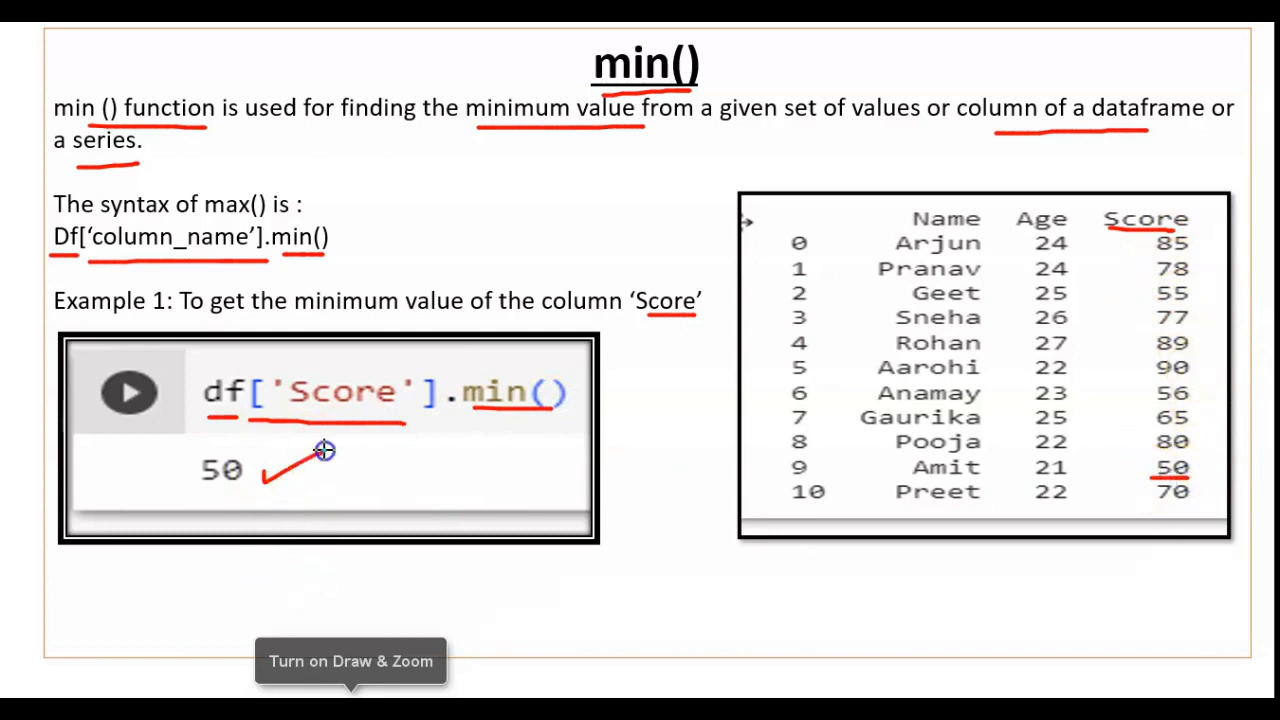 min()
min () function is used for finding the minimum value from a given set of values or column of a dataframe or
a series.
The syntax of max() is :
Df[‘column_name’].min()
Example 1: To get the minimum value of the column ‘Score’
df['Score'].min()
50
Name Age Score
0 Arjun 24 85
1 Pranav 24 78
2 Geet 25 55
3 Sneha 26 77
4 Rohan 27 89
5 Aarohi 22 90
6 Anamay 23 56
7 Gaurika 25 65
8 Pooja 22 80
9 Amit 21 50
10 Preet 22 70
Turn on Draw & Zoom